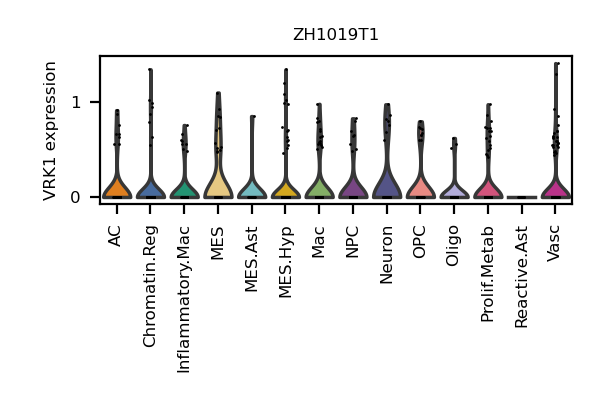 ZH1019T1
VRK1 expression
1
0
AC
Chromatin.Reg
Inflammatory.Mac
MES
MES.Ast
MES.Hyp
Mac
NPC
Neuron
OPC
Oligo
Prolif.Metab
Reactive.Ast
Vasc